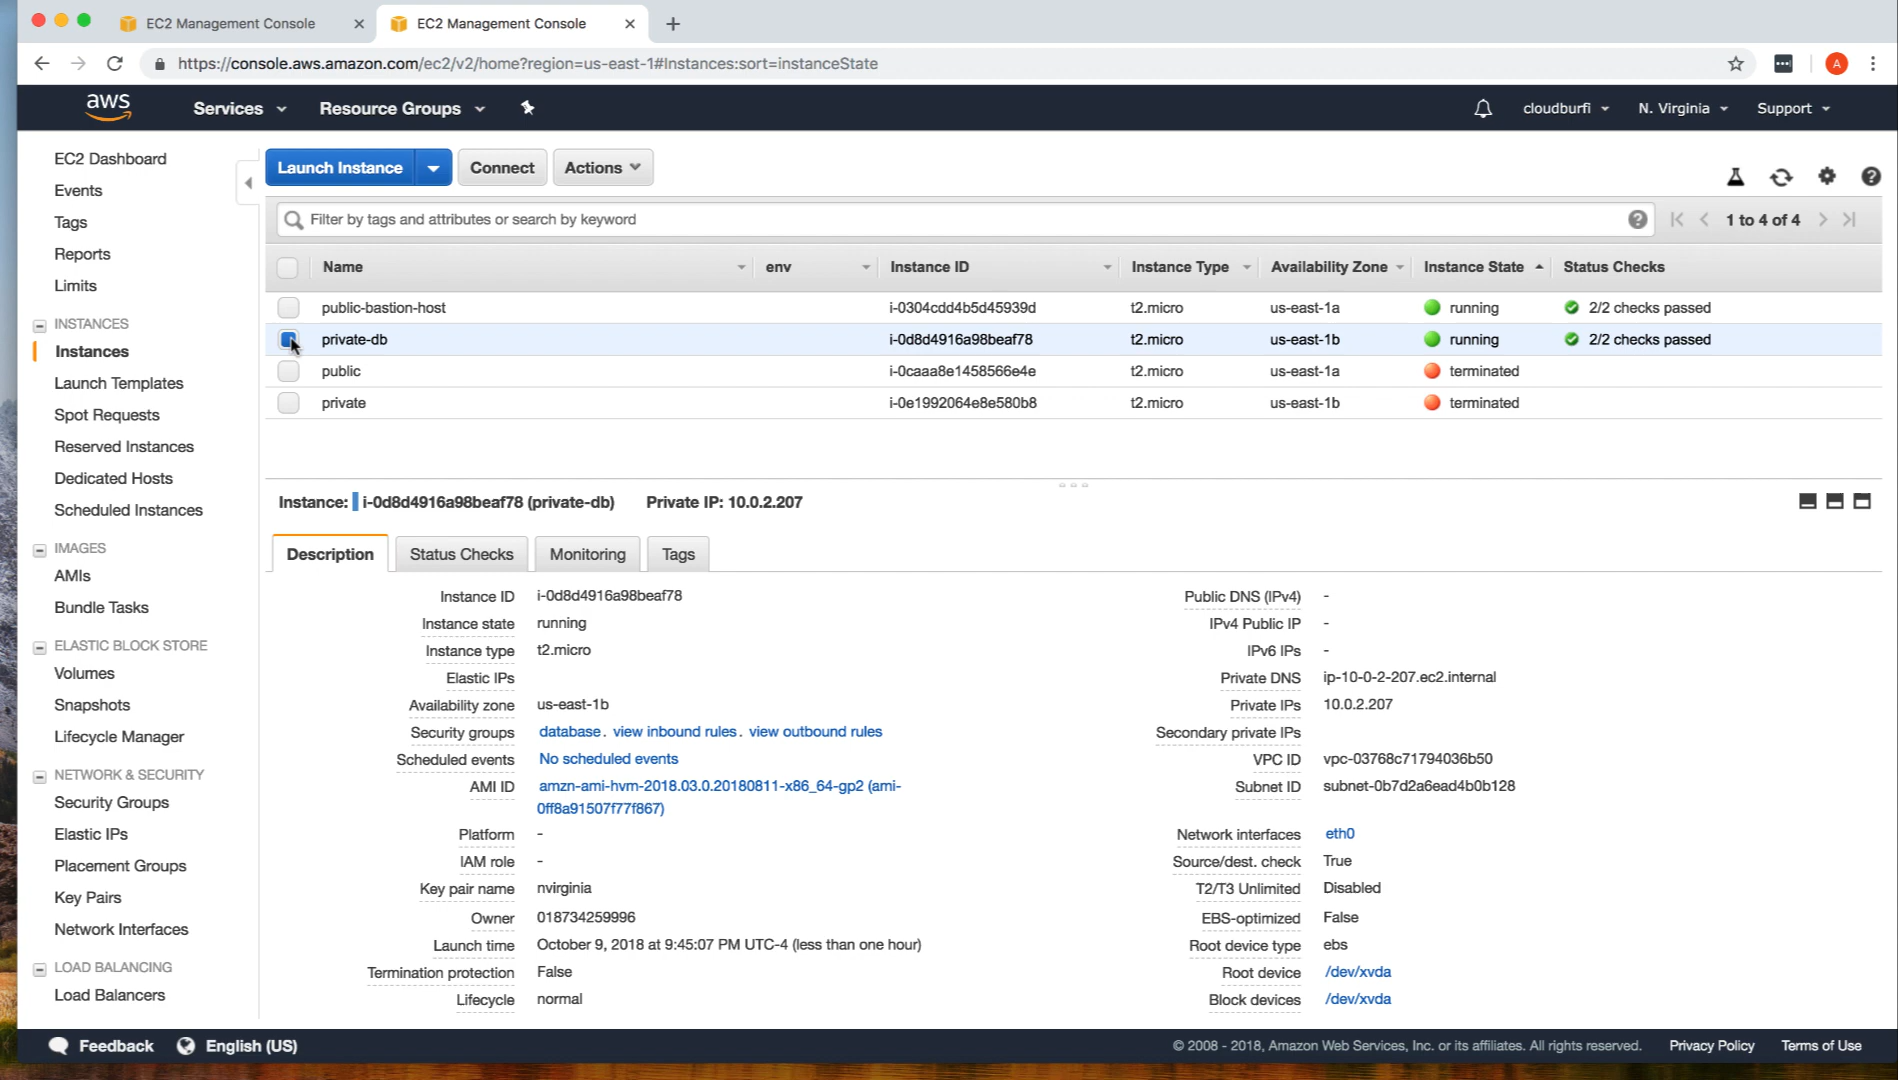 EC2 Management Console
EC2 Management Console
https://console.aws.amazon.com/ec2/v2/home?region=us-east-1#Instances:sort=instanceState
A
aws Services Resource Groups cloudburfi N. Virginia Support
EC2 Dashboard
Events
Tags
Reports
Limits
INSTANCES
Instances
Launch Templates
Spot Requests
Reserved Instances
Dedicated Hosts
Scheduled Instances
IMAGES
AMIs
Bundle Tasks
ELASTIC BLOCK STORE
Volumes
Snapshots
Lifecycle Manager
NETWORK & SECURITY
Security Groups
Elastic IPs
Placement Groups
Key Pairs
Network Interfaces
LOAD BALANCING
Load Balancers
Launch Instance Connect Actions
Filter by tags and attributes or search by keyword 1 to 4 of 4
Name env Instance ID Instance Type Availability Zone Instance State Status Checks
public-bastion-host i-0304cdd4b5d45939d t2.micro us-east-1a running 2/2 checks passed
private-db i-0d8d4916a98beaf78 t2.micro us-east-1b running 2/2 checks passed
public i-0caaa8e1458566e4e t2.micro us-east-1a terminated
private i-0e1992064e8e580b8 t2.micro us-east-1b terminated
Instance: i-0d8d4916a98beaf78 (private-db) Private IP: 10.0.2.207
Description Status Checks Monitoring Tags
Instance ID i-0d8d4916a98beaf78
Instance state running
Instance type t2.micro
Elastic IPs
Availability zone us-east-1b
Security groups database. view inbound rules. view outbound rules
Scheduled events No scheduled events
AMI ID amzn-ami-hvm-2018.03.0.20180811-x86_64-gp2 (ami-
0ff8a91507f77f867)
Platform -
IAM role -
Key pair name nvirginia
Owner 018734259996
Launch time October 9, 2018 at 9:45:07 PM UTC-4 (less than one hour)
Termination protection False
Lifecycle normal
Public DNS (IPv4) -
IPv4 Public IP -
IPv6 IPs -
Private DNS ip-10-0-2-207.ec2.internal
Private IPs 10.0.2.207
Secondary private IPs
VPC ID vpc-03768c71794036b50
Subnet ID subnet-0b7d2a6ead4b0b128
Network interfaces eth0
Source/dest. check True
T2/T3 Unlimited Disabled
EBS-optimized False
Root device type ebs
Root device /dev/xvda
Block devices /dev/xvda
Feedback English (US) © 2008 - 2018, Amazon Web Services, Inc. or its affiliates. All rights reserved. Privacy Policy Terms of Use